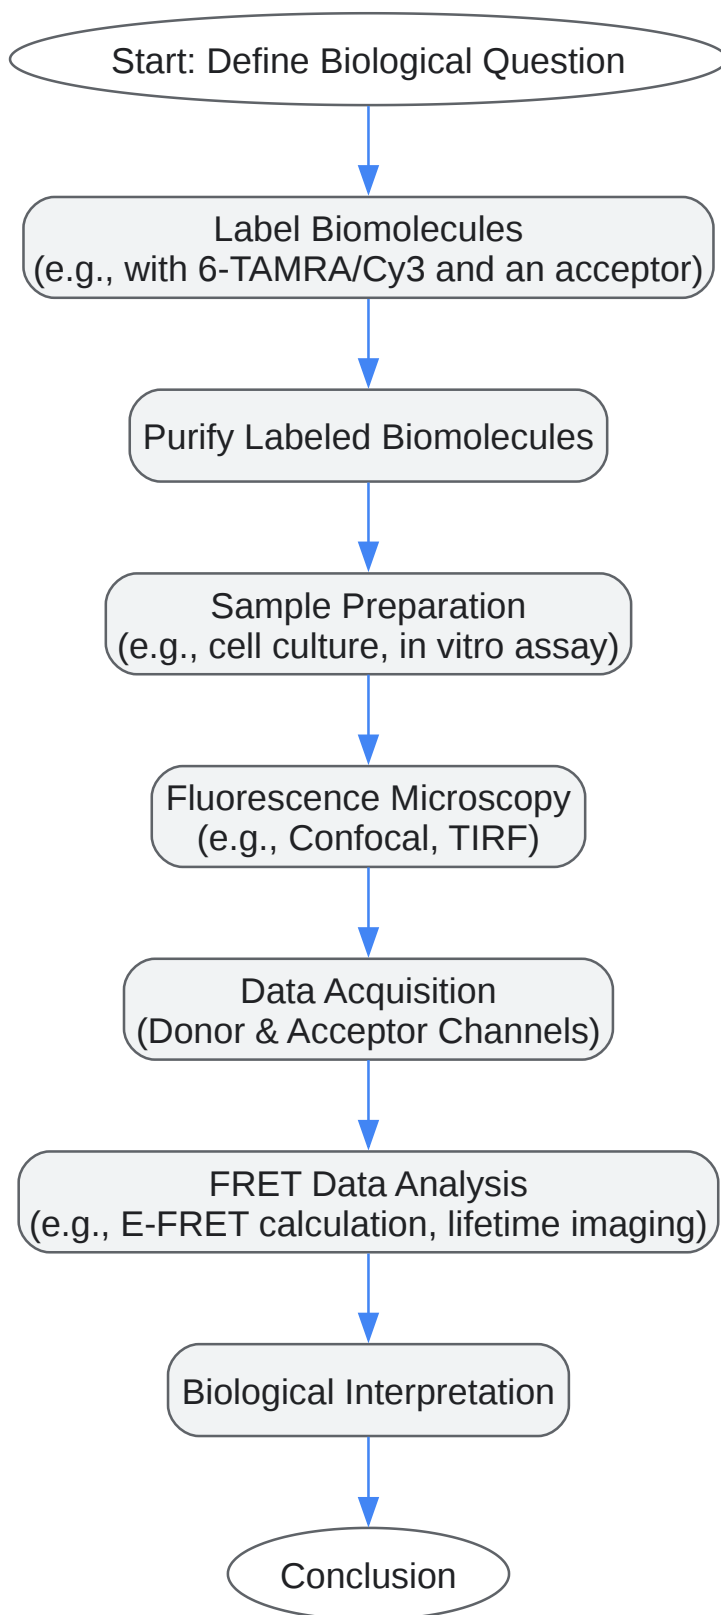 Start: Define Biological Question
Label Biomolecules
(e.g., with 6-TAMRA/Cy3 and an acceptor)
Purify Labeled Biomolecules
Sample Preparation
(e.g., cell culture, in vitro assay)
Fluorescence Microscopy
(e.g., Confocal, TIRF)
Data Acquisition
(Donor & Acceptor Channels)
FRET Data Analysis
(e.g., E-FRET calculation, lifetime imaging)
Biological Interpretation
Conclusion